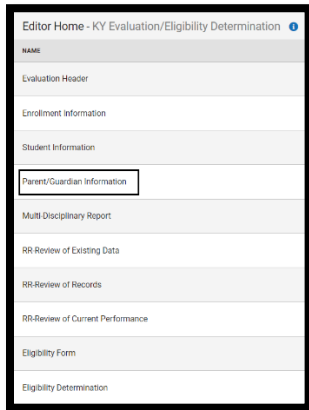 Editor Home - KY Evaluation/Eligibility Determination i
NAME
Evaluation Header
Enrollment Information
Student Information
Parent/Guardian Information
Multi-Disciplinary Report
RR-Review of Existing Data
RR-Review of Records
RR-Review of Current Performance
Eligibility Form
Eligibility Determination